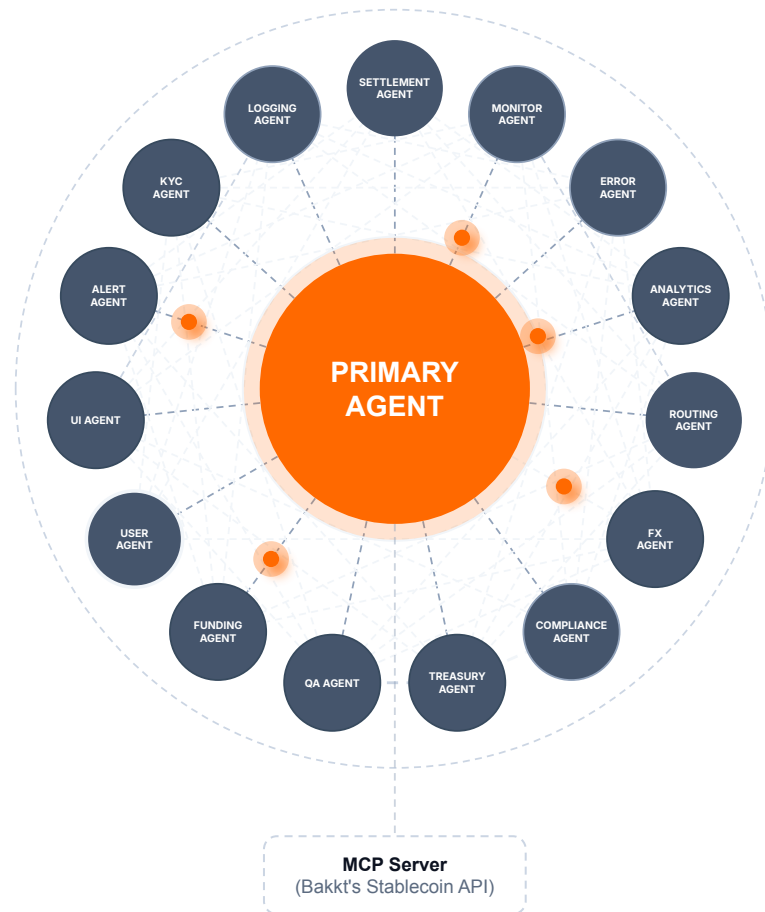 SETTLEMENT
AGENT
LOGGING
AGENT
MONITOR
AGENT
KYC
AGENT
ERROR
AGENT
ALERT
AGENT
ANALYTICS
AGENT
PRIMARY
AGENT
UI AGENT
ROUTING
AGENT
USER
AGENT
FX
AGENT
FUNDING
AGENT
COMPLIANCE
AGENT
QA AGENT
TREASURY
AGENT
MCP Server
(Bakkt's Stablecoin API)